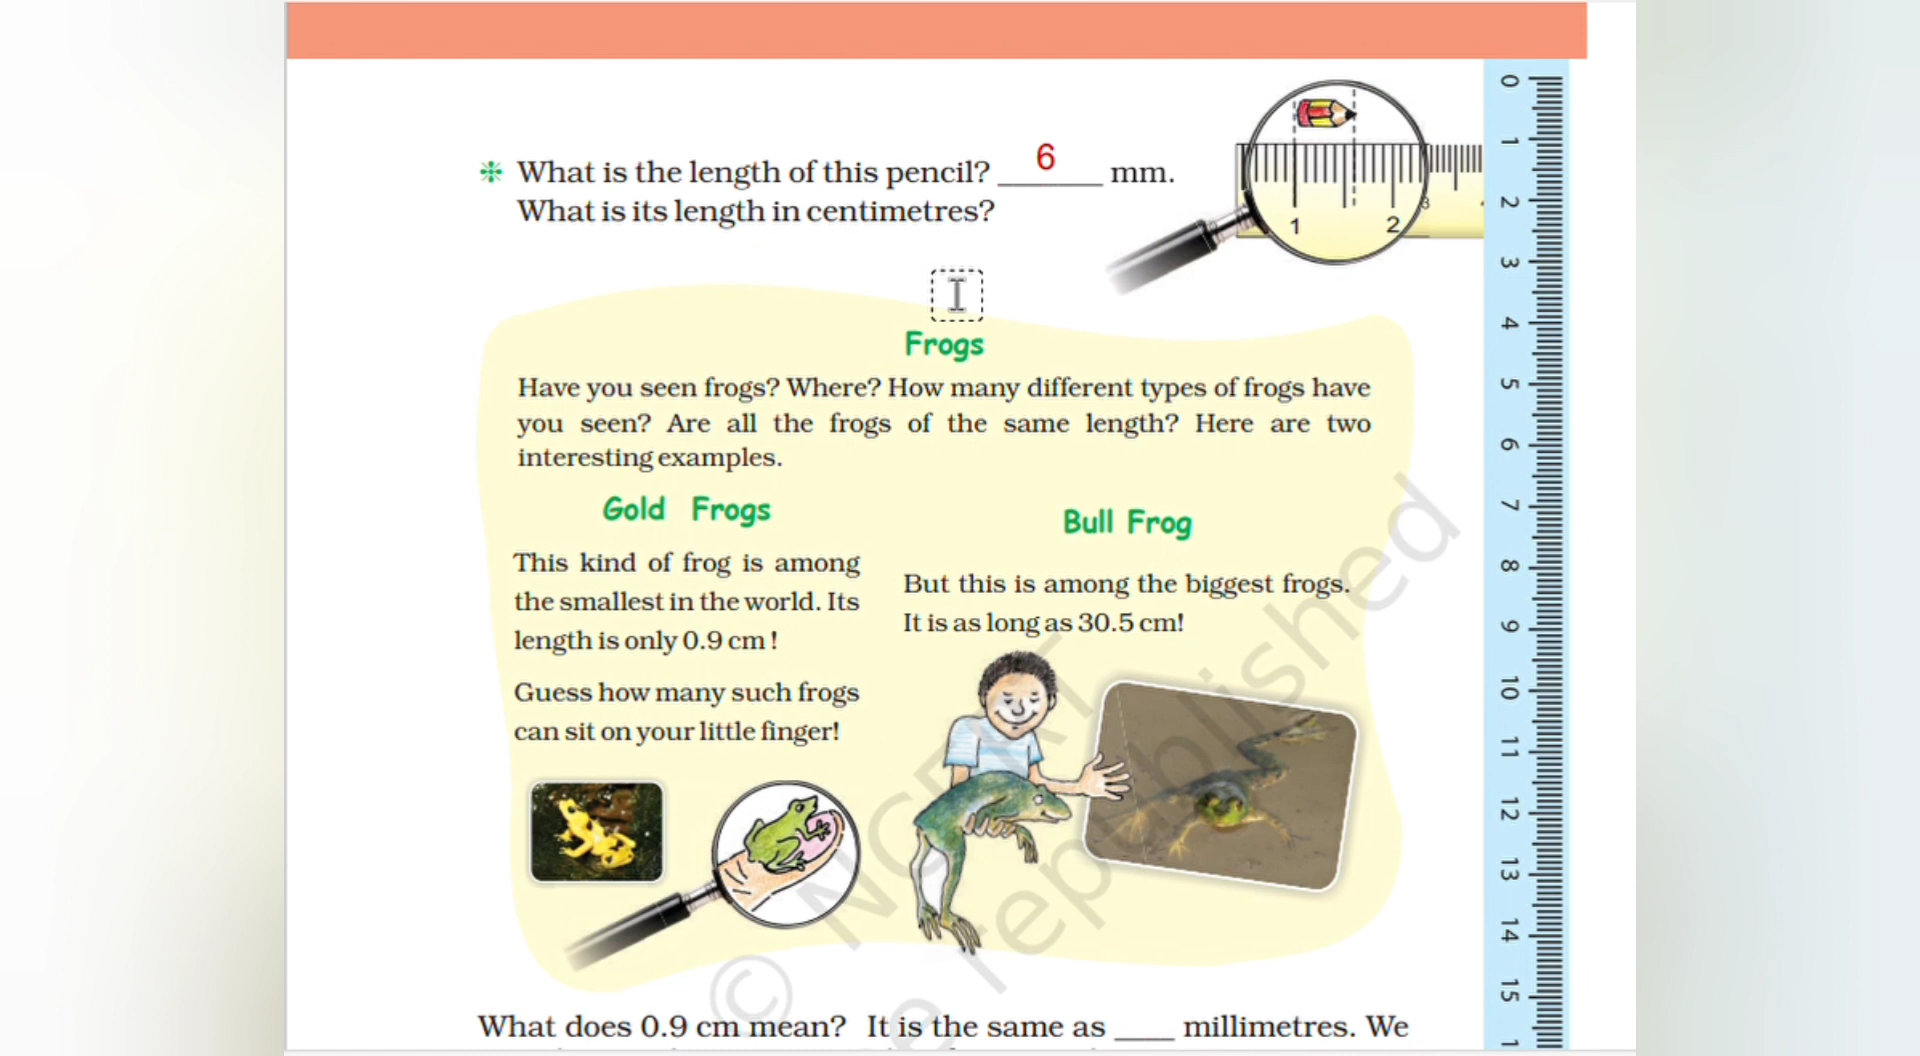 What is the length of this pencil? 6 mm.
What is its length in centimetres?
1 2 3
Frogs
Have you seen frogs? Where? How many different types of frogs have
you seen? Are all the frogs of the same length? Here are two
interesting examples.
Gold Frogs
This kind of frog is among
the smallest in the world. Its
length is only 0.9 cm !
Guess how many such frogs
can sit on your little finger!
Bull Frog
But this is among the biggest frogs.
It is as long as 30.5 cm!
What does 0.9 cm mean? It is the same as ____ millimetres. We
0
1
2
3
4
5
6
7
8
9
10
11
12
13
14
15
1
© NCERT
e republished